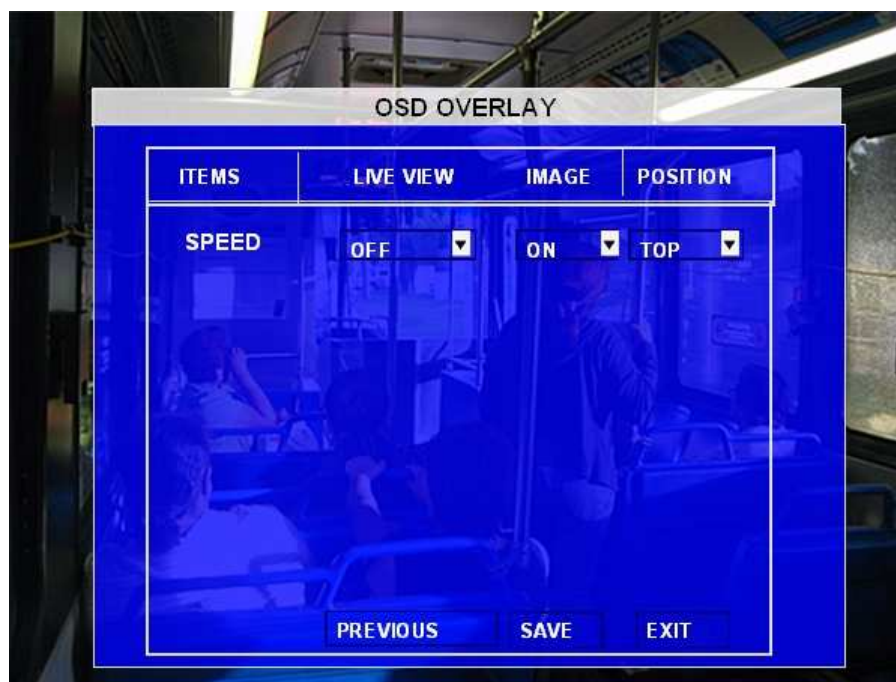 OSD OVERLAY
ITEMS LIVE VIEW IMAGE POSITION
SPEED OFF ON TOP
PREVIOUS SAVE EXIT